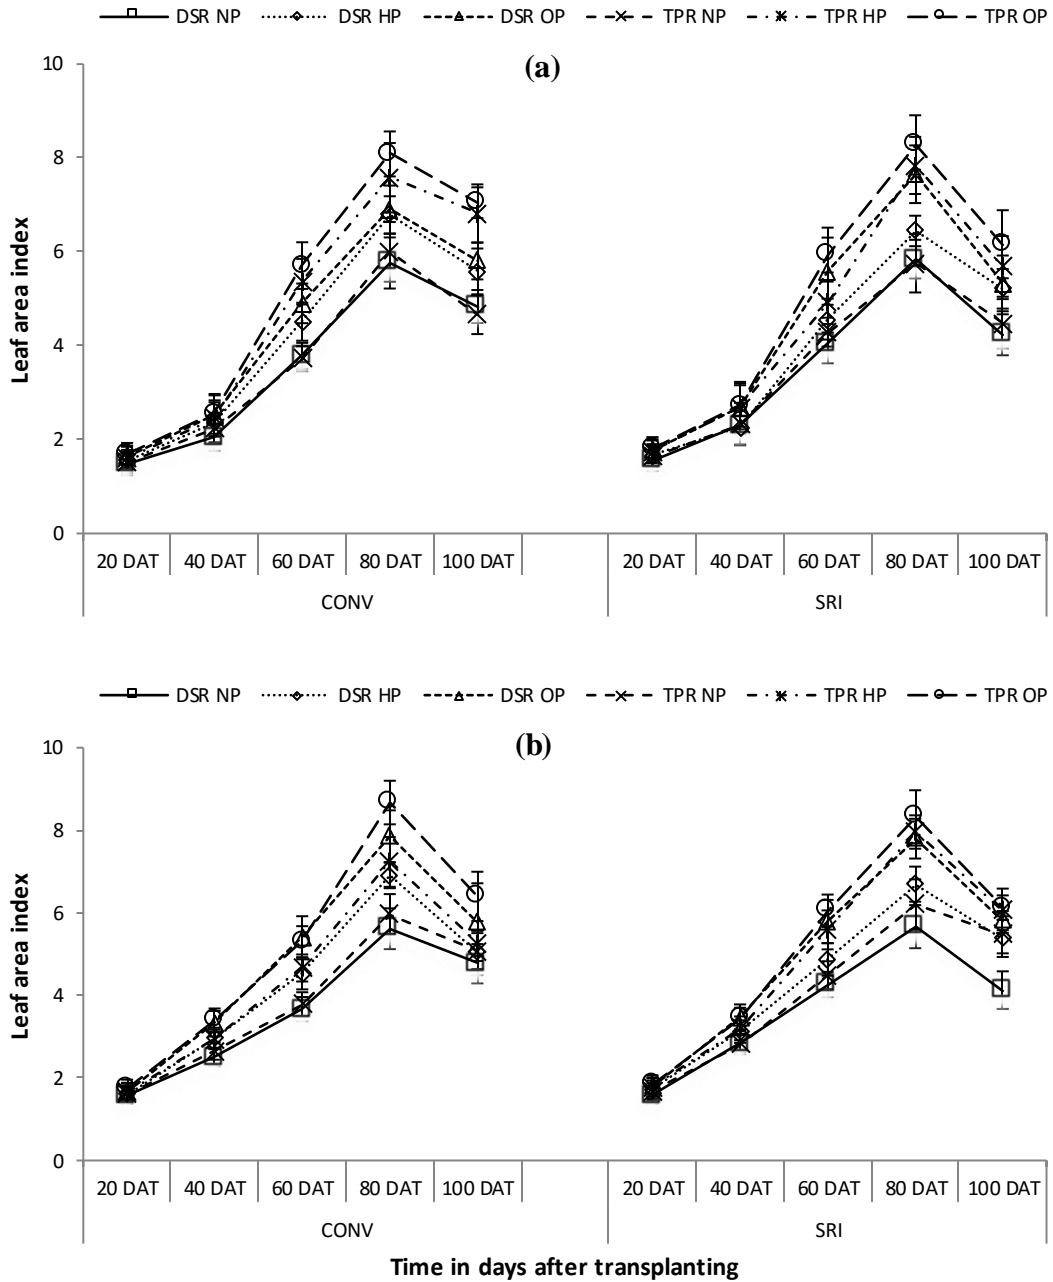 DSR NP DSR HP DSR OP TPR NP TPR HP TPR OP
(a)
10
8
6
4
2
0
Leaf area index
20 DAT 40 DAT 60 DAT 80 DAT 100 DAT 20 DAT 40 DAT 60 DAT 80 DAT 100 DAT
CONV SRI
DSR NP DSR HP DSR OP TPR NP TPR HP TPR OP
(b)
10
8
6
4
2
0
Leaf area index
20 DAT 40 DAT 60 DAT 80 DAT 100 DAT 20 DAT 40 DAT 60 DAT 80 DAT 100 DAT
CONV SRI
Time in days after transplanting